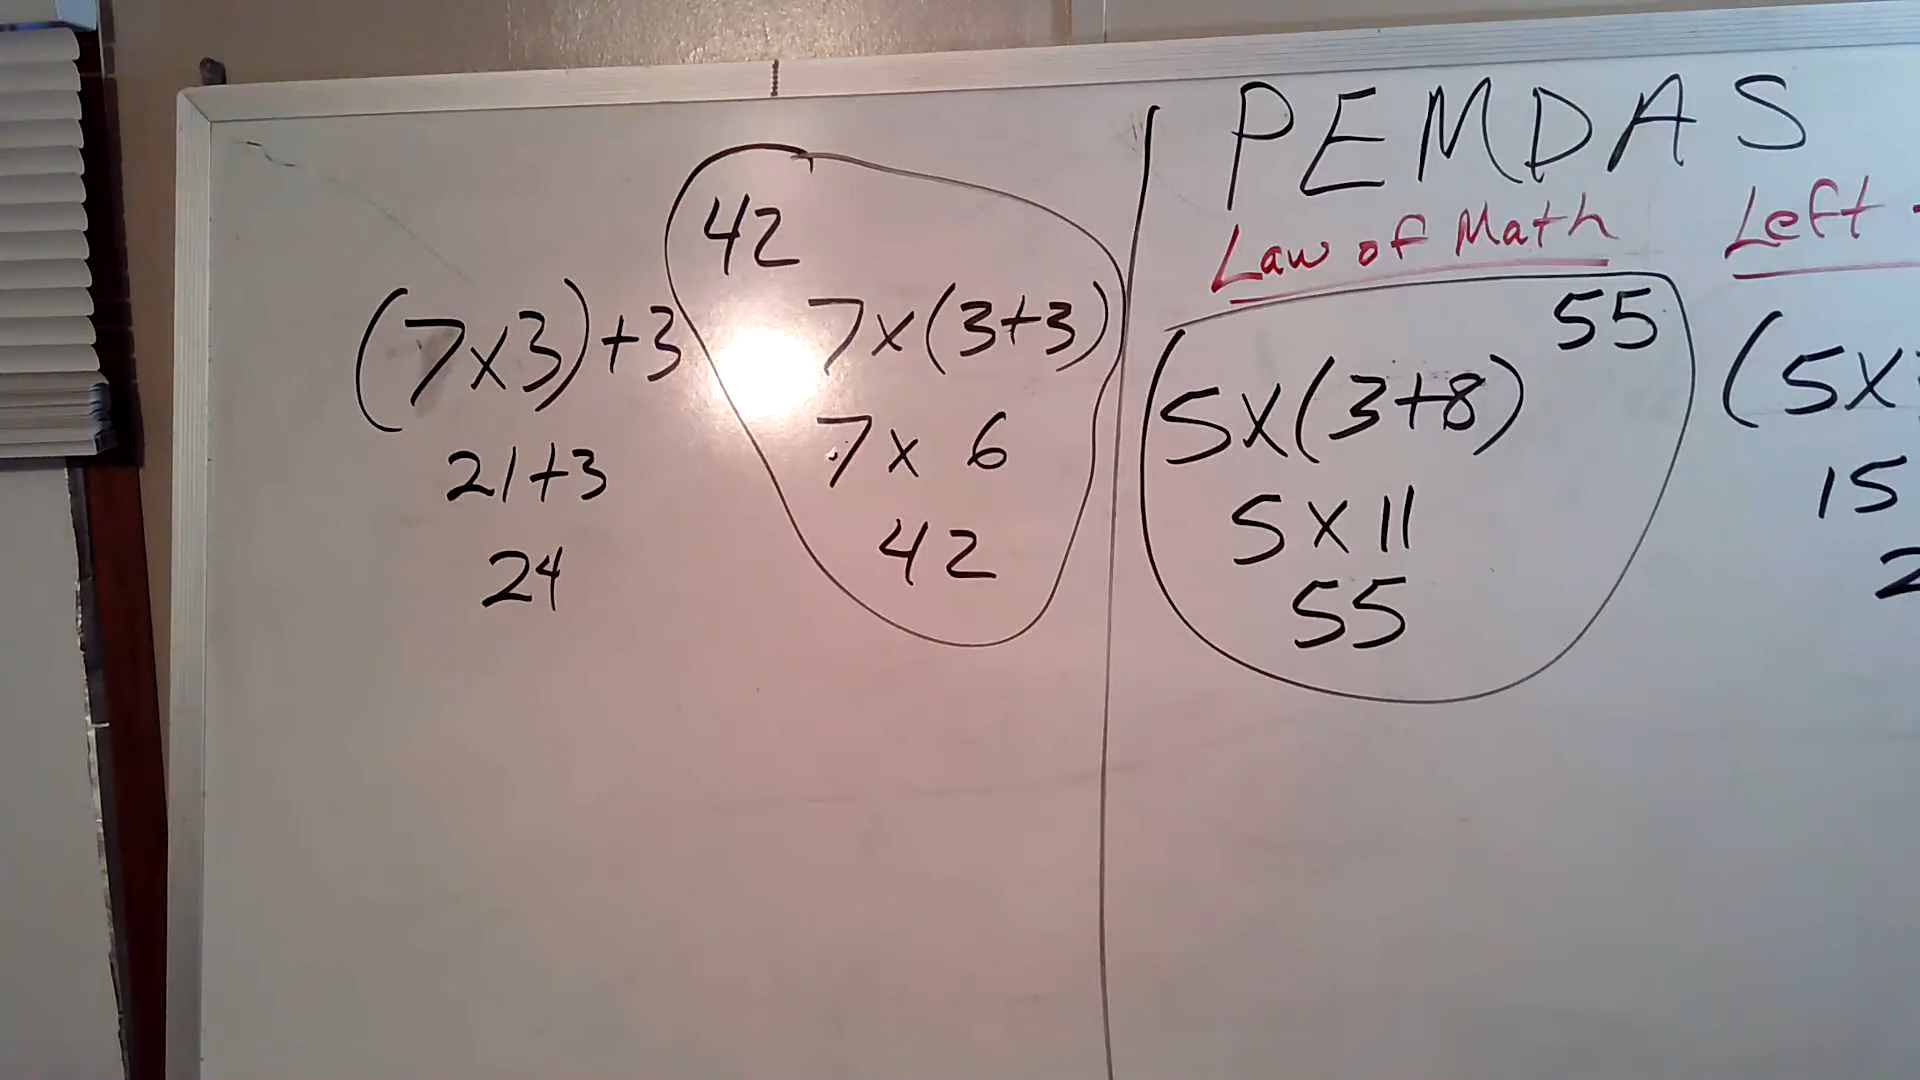 PEMDAS
Law of Math
Left
(7x3)+3
21+3
24
42
7x(3+3)
7x 6
42
55
5x(3+8)
5x11
55
(5x
15
2